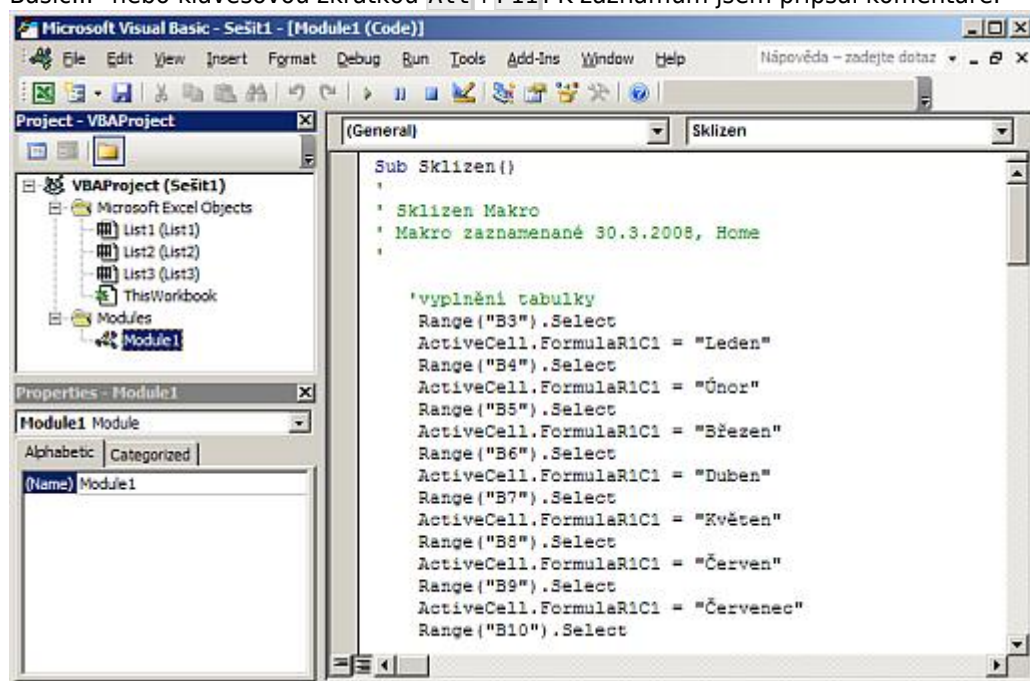 Basic..." nebo klávesovou zkratkou Alt+F11. K záznamům jsem připsal komentáře.
Microsoft Visual Basic - Sešit1 - [Module1 (Code)]
File Edit View Insert Format Debug Run Tools Add-Ins Window Help Nápověda – zadejte dotaz
Project - VBAProject
(General) Sklizen
VBAProject (Sešit1)
Microsoft Excel Objects
List1 (List1)
List2 (List2)
List3 (List3)
ThisWorkbook
Modules
Module1
Properties - Module1
Module1 Module
Alphabetic Categorized
(Name) Module1
Sub Sklizen()
'
' Sklizen Makro
' Makro zaznamenané 30.3.2008, Home
'
'vyplnění tabulky
Range("B3").Select
ActiveCell.FormulaR1C1 = "Leden"
Range("B4").Select
ActiveCell.FormulaR1C1 = "Únor"
Range("B5").Select
ActiveCell.FormulaR1C1 = "Březen"
Range("B6").Select
ActiveCell.FormulaR1C1 = "Duben"
Range("B7").Select
ActiveCell.FormulaR1C1 = "Květen"
Range("B8").Select
ActiveCell.FormulaR1C1 = "Červen"
Range("B9").Select
ActiveCell.FormulaR1C1 = "Červenec"
Range("B10").Select